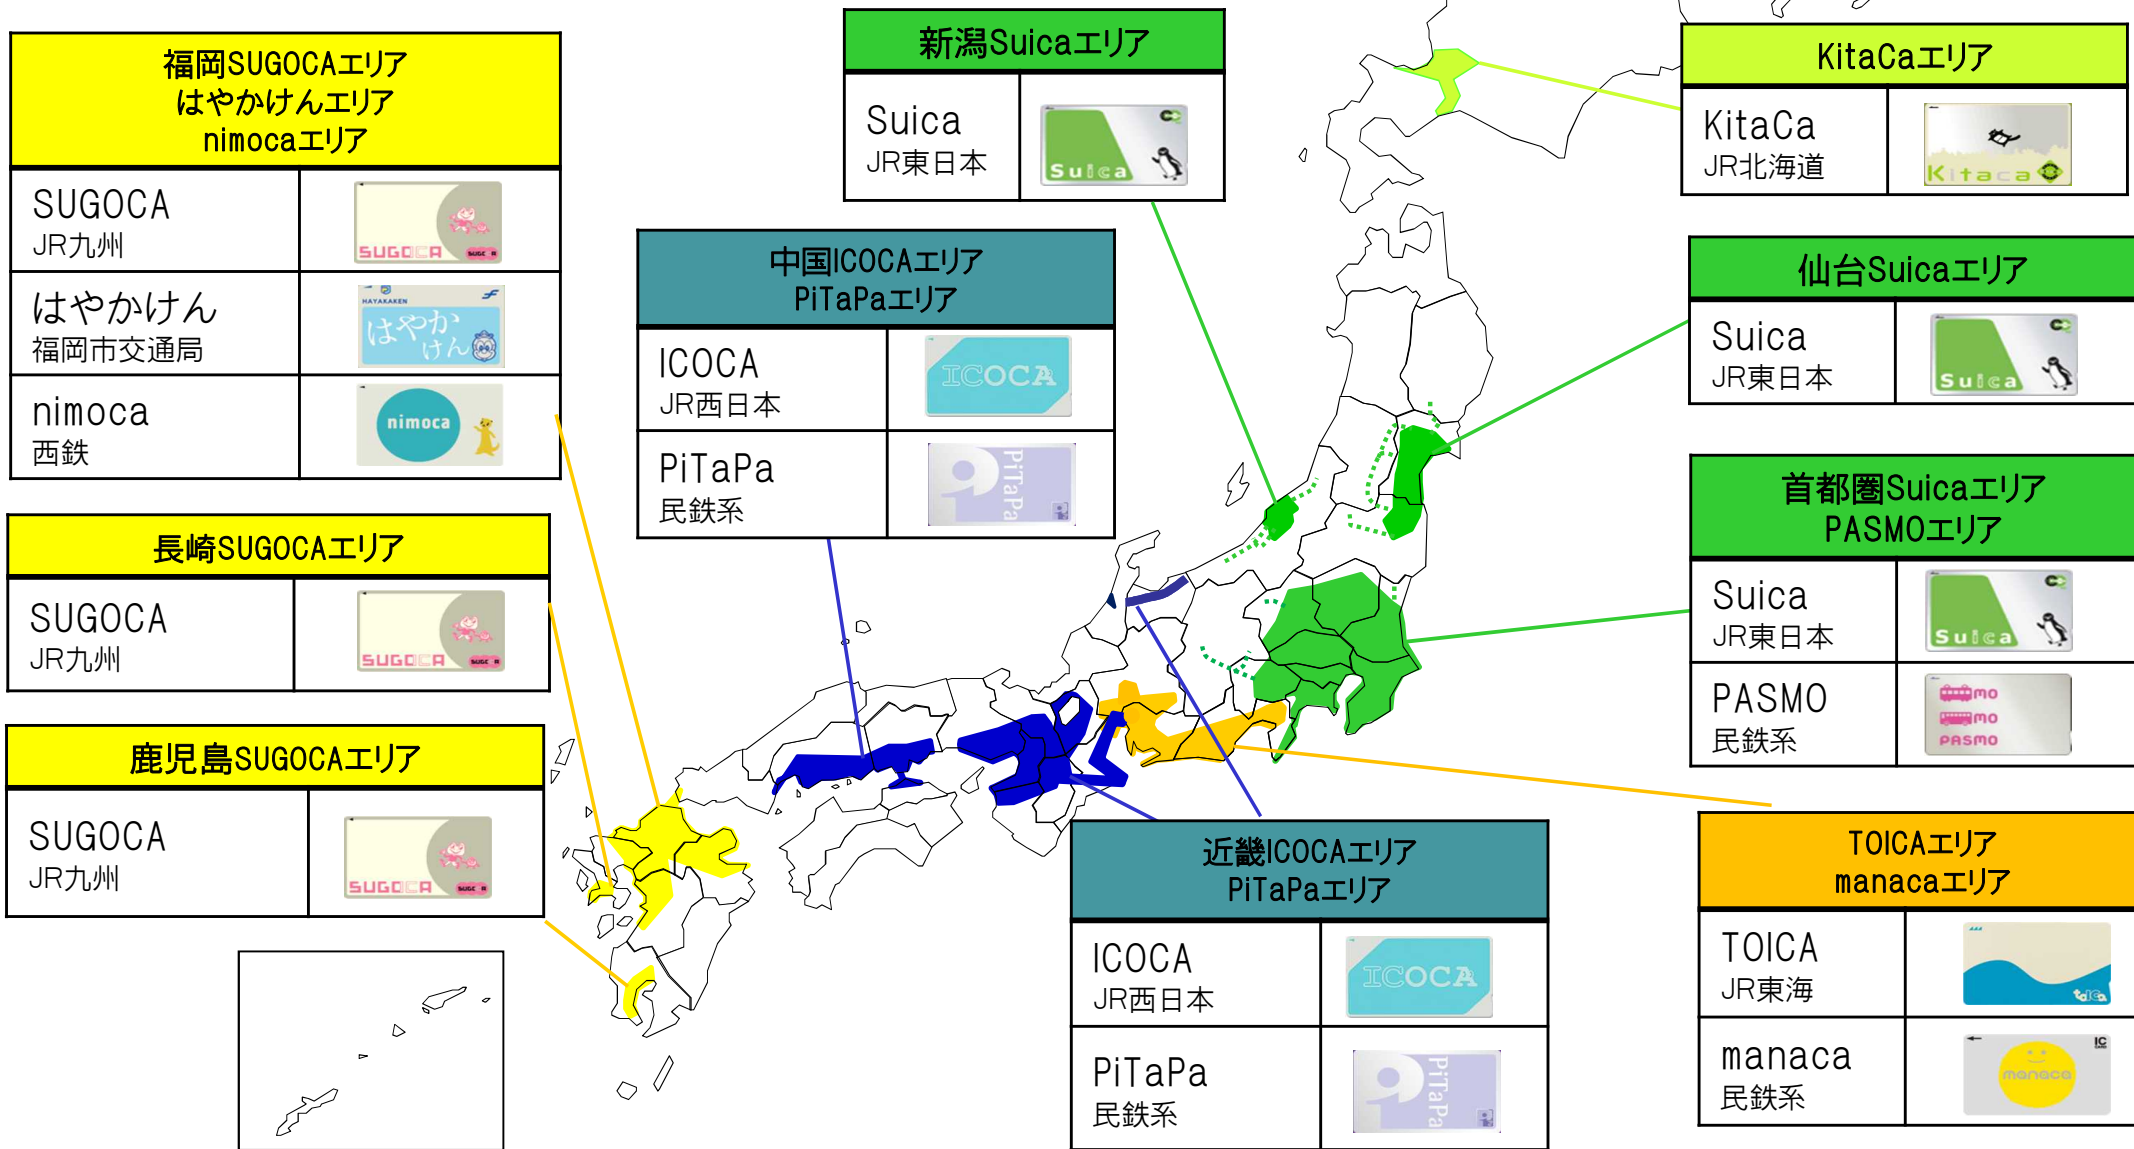 福岡SUGOCAエリア
はやかけんエリア
nimocaエリア
SUGOCA
JR九州
SUGOCA
はやかけん
福岡市交通局
HAYAKAKEN
はやか
けん
nimoca
西鉄
nimoca
長崎SUGOCAエリア
SUGOCA
JR九州
SUGOCA
鹿児島SUGOCAエリア
SUGOCA
JR九州
SUGOCA
新潟Suicaエリア
Suica
JR東日本
Suica
中国ICOCAエリア
PiTaPaエリア
ICOCA
JR西日本
ICOCA
PiTaPa
民鉄系
PiTaPa
近畿ICOCAエリア
PiTaPaエリア
ICOCA
JR西日本
ICOCA
PiTaPa
民鉄系
PiTaPa
KitaCaエリア
KitaCa
JR北海道
Kitaca
仙台Suicaエリア
Suica
JR東日本
Suica
首都圏Suicaエリア
PASMOエリア
Suica
JR東日本
Suica
PASMO
民鉄系
mo
mo
PASMO
TOICAエリア
manacaエリア
TOICA
JR東海
toica
manaca
民鉄系
IC
CARD
manaca